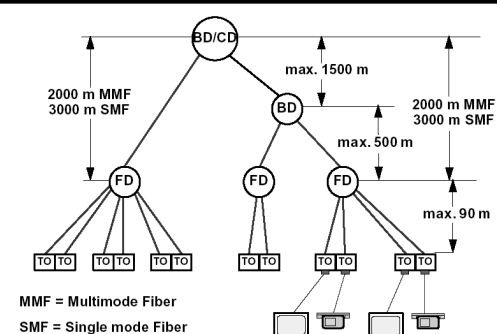 BD/CD
max. 1500 m
2000 m MMF
3000 m SMF
BD
2000 m MMF
3000 m SMF
max. 500 m
FD
FD
FD
max. 90 m
TO TO TO TO TO TO TO TO TO TO TO TO
MMF = Multimode Fiber
SMF = Single mode Fiber